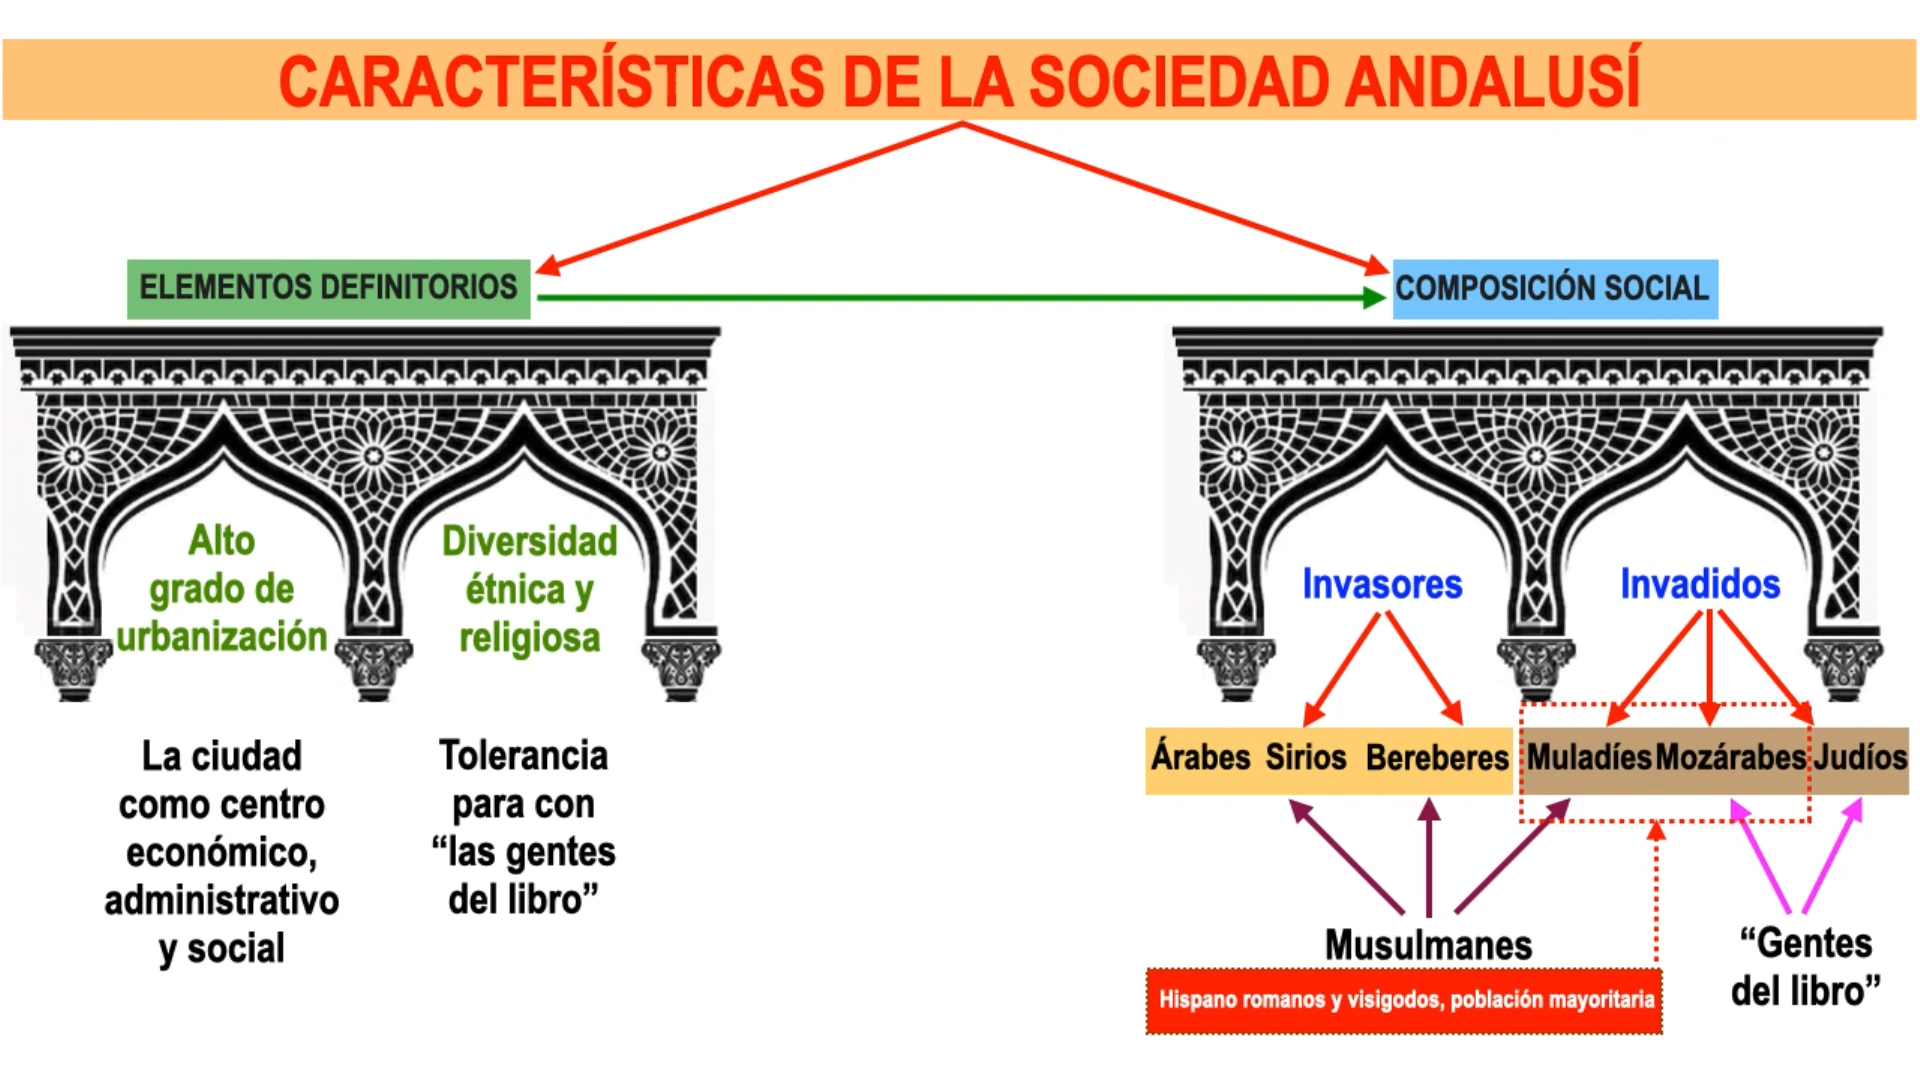 CARACTERÍSTICAS DE LA SOCIEDAD ANDALUSÍ
ELEMENTOS DEFINITORIOS
Alto
grado de
urbanización
Diversidad
étnica y
religiosa
La ciudad
como centro
económico,
administrativo
y social
Tolerancia
para con
“las gentes
del libro”
COMPOSICIÓN SOCIAL
Invasores
Invadidos
Árabes Sirios Bereberes
Muladíes Mozárabes Judíos
Musulmanes
Hispano romanos y visigodos, población mayoritaria
“Gentes
del libro”